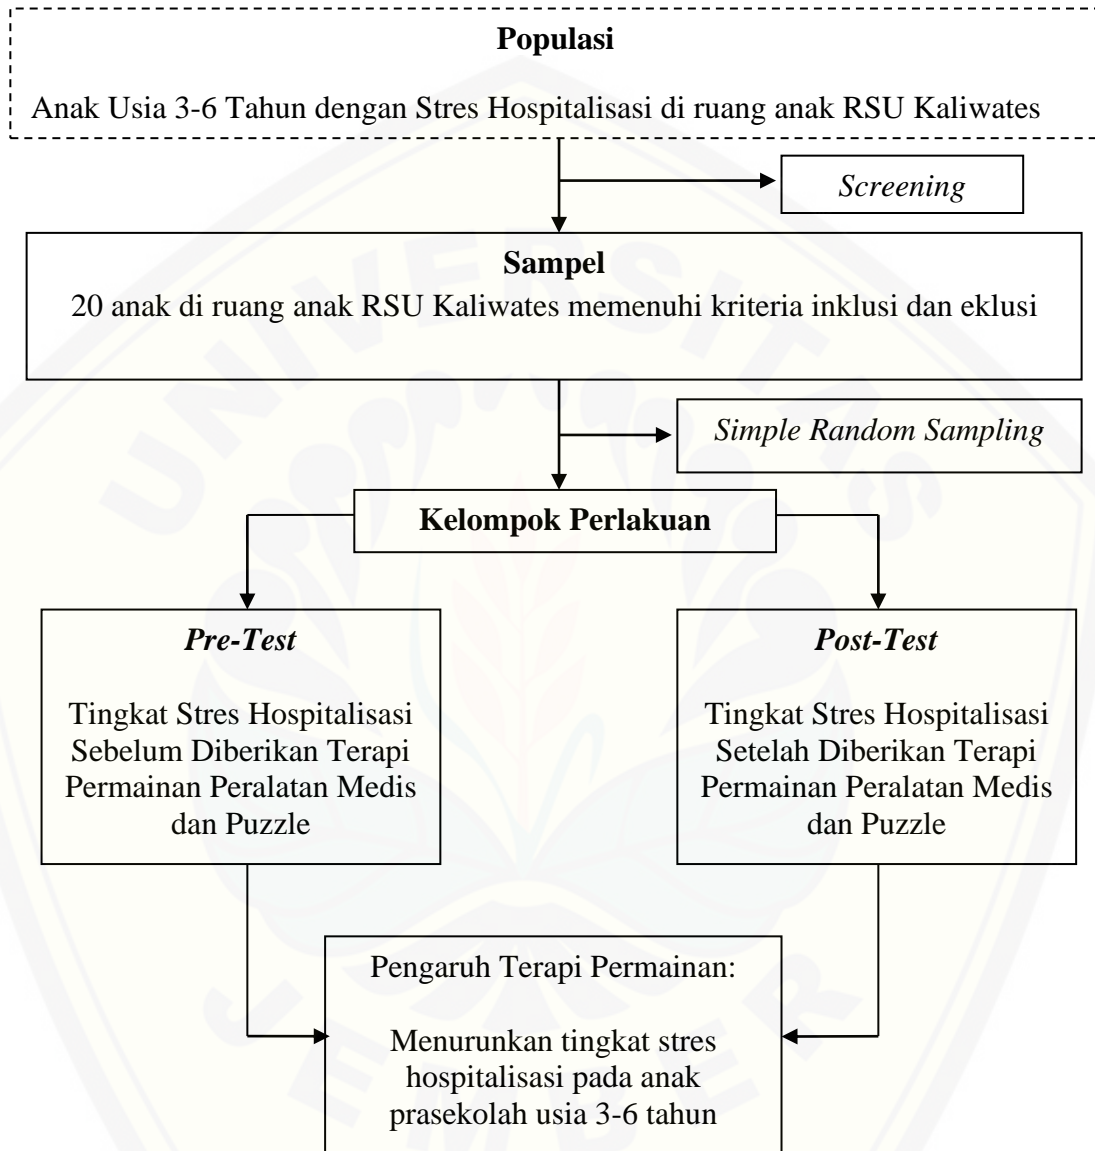 Populasi
Anak Usia 3-6 Tahun dengan Stres Hospitalisasi di ruang anak RSU Kaliwates
Screening
Sampel
20 anak di ruang anak RSU Kaliwates memenuhi kriteria inklusi dan eklusi
Simple Random Sampling
Kelompok Perlakuan
Pre-Test
Tingkat Stres Hospitalisasi
Sebelum Diberikan Terapi
Permainan Peralatan Medis
dan Puzzle
Post-Test
Tingkat Stres Hospitalisasi
Setelah Diberikan Terapi
Permainan Peralatan Medis
dan Puzzle
Pengaruh Terapi Permainan:
Menurunkan tingkat stres
hospitalisasi pada anak
prasekolah usia 3-6 tahun
UNIVERSITAS
JEMBER